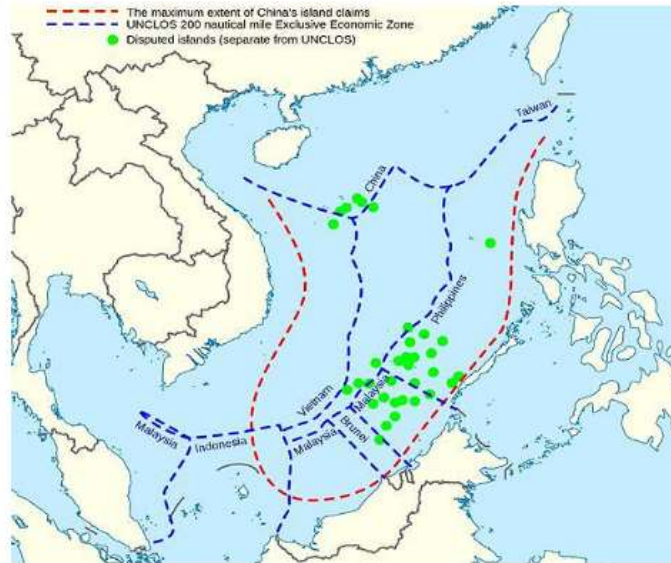 The maximum extent of China's island claims
UNCLOS 200 nautical mile Exclusive Economic Zone
Disputed islands (separate from UNCLOS)
Taiwan
China
Philippines
Vietnam
Malaysia
Malaysia
Indonesia
Malaysia
Brunei